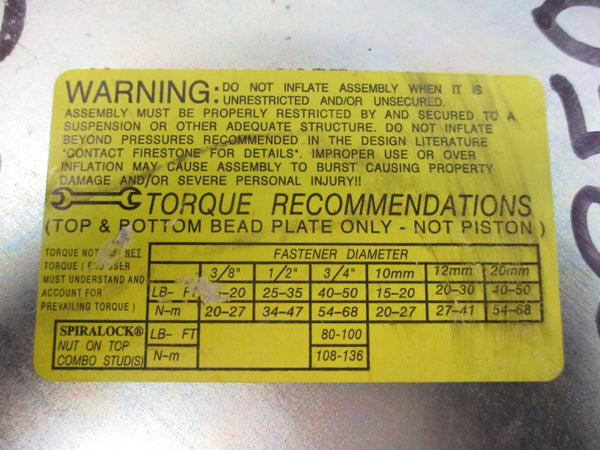 WARNING: DO NOT INFLATE ASSEMBLY WHEN IT IS
UNRESTRICTED AND/OR UNSECURED.
ASSEMBLY MUST BE PROPERLY RESTRICTED BY AND SECURED TO A
SUSPENSION OR OTHER ADEQUATE STRUCTURE. DO NOT INFLATE
BEYOND PRESSURES RECOMMENDED IN THE DESIGN LITERATURE
"CONTACT FIRESTONE FOR DETAILS". IMPROPER USE OR OVER
INFLATION MAY CAUSE ASSEMBLY TO BURST CAUSING PROPERTY
DAMAGE AND/OR SEVERE PERSONAL INJURY!!
TORQUE RECOMMENDATIONS
(TOP & BOTTOM BEAD PLATE ONLY - NOT PISTON)
TORQUE NOT NET
TORQUE (END USER
MUST UNDERSTAND AND
ACCOUNT FOR
PREVAILING TORQUE)
FASTENER DIAMETER
3/8" 1/2" 3/4" 10mm 12mm 20mm
LB- FT -20 25-35 40-50 15-20 20-30 40-50
N-m 20-27 34-47 54-68 20-27 27-41 54-68
SPIRALOCK®
NUT ON TOP
COMBO STUD(S)
LB- FT 80-100
N-m 108-136